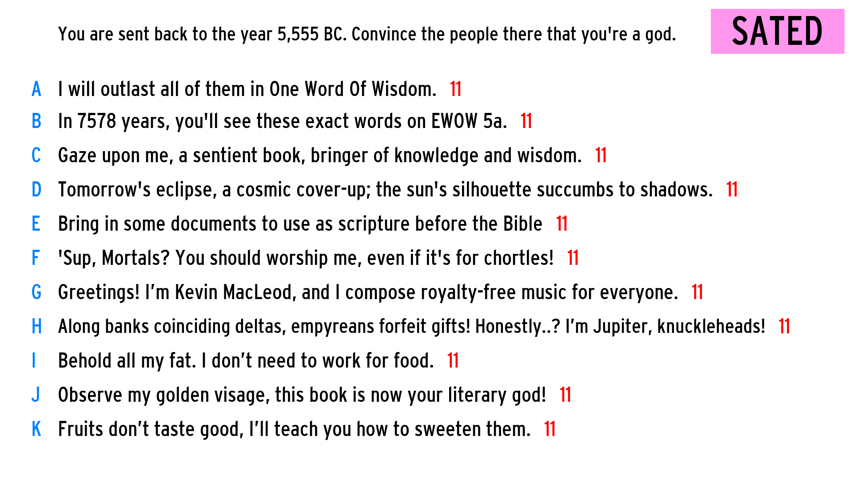 You are sent back to the year 5,555 BC. Convince the people there that you're a god.
SATED
A I will outlast all of them in One Word Of Wisdom. 11
B In 7578 years, you'll see these exact words on EWOW 5a. 11
C Gaze upon me, a sentient book, bringer of knowledge and wisdom. 11
D Tomorrow's eclipse, a cosmic cover-up; the sun's silhouette succumbs to shadows. 11
E Bring in some documents to use as scripture before the Bible 11
F 'Sup, Mortals? You should worship me, even if it's for chortles! 11
G Greetings! I’m Kevin MacLeod, and I compose royalty-free music for everyone. 11
H Along banks coinciding deltas, empyreans forfeit gifts! Honestly..? I’m Jupiter, knuckleheads! 11
I Behold all my fat. I don’t need to work for food. 11
J Observe my golden visage, this book is now your literary god! 11
K Fruits don’t taste good, I’ll teach you how to sweeten them. 11